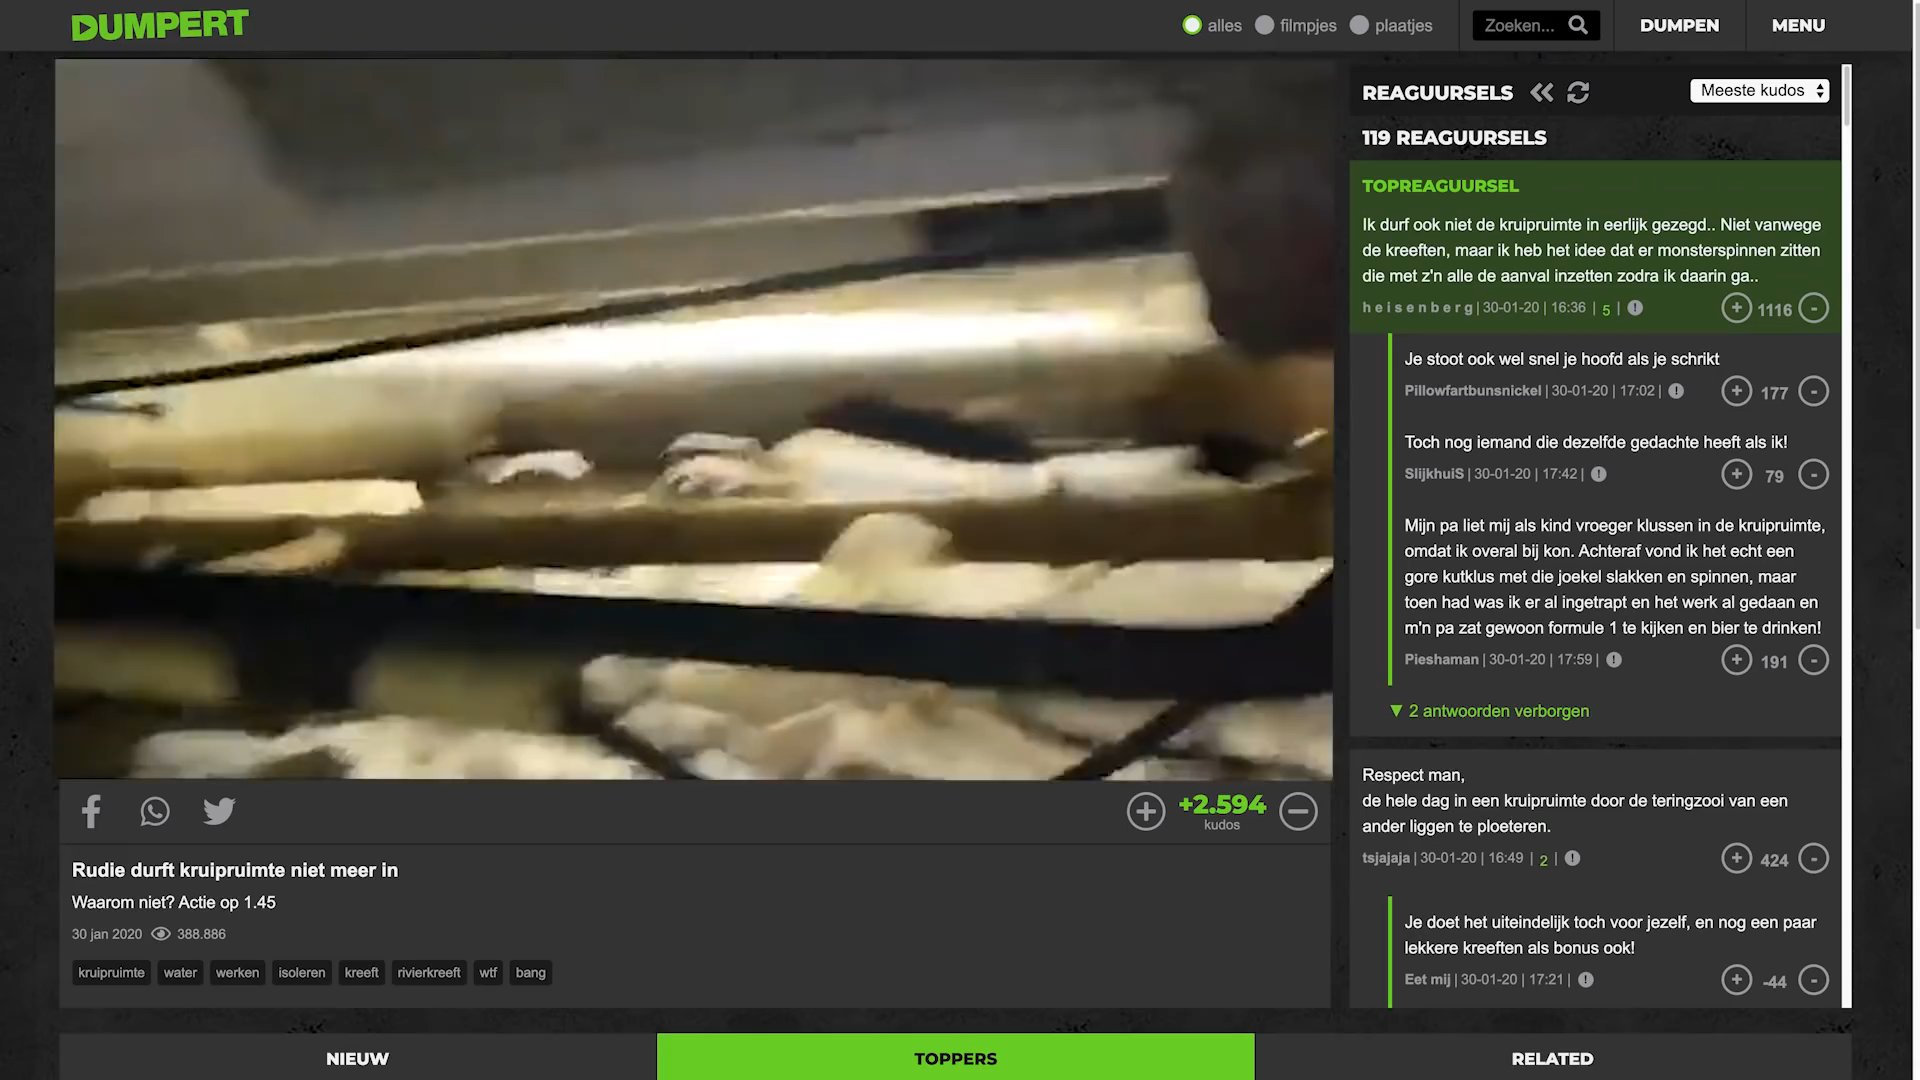 DUMPERT
alles filmpjes plaatjes
Zoeken...
DUMPEN
MENU
REAGUURSELS
Meeste kudos
119 REAGUURSELS
TOPREAGUURSEL
Ik durf ook niet de kruipruimte in eerlijk gezegd.. Niet vanwege
de kreeften, maar ik heb het idee dat er monsterspinnen zitten
die met z'n alle de aanval inzetten zodra ik daarin ga..
h e i s e n b e r g | 30-01-20 | 16:36 | 5 |
+ 1116 -
Je stoot ook wel snel je hoofd als je schrikt
Pillowfartbunsnickel | 30-01-20 | 17:02 |
+ 177 -
Toch nog iemand die dezelfde gedachte heeft als ik!
SlijkhuiS | 30-01-20 | 17:42 |
+ 79 -
Mijn pa liet mij als kind vroeger klussen in de kruipruimte,
omdat ik overal bij kon. Achteraf vond ik het echt een
gore kutklus met die joekel slakken en spinnen, maar
toen had was ik er al ingetrapt en het werk al gedaan en
m'n pa zat gewoon formule 1 te kijken en bier te drinken!
Pieshaman | 30-01-20 | 17:59 |
+ 191 -
▼ 2 antwoorden verborgen
Respect man,
de hele dag in een kruipruimte door de teringzooi van een
ander liggen te ploeteren.
tsjajaja | 30-01-20 | 16:49 | 2 |
+ 424 -
Je doet het uiteindelijk toch voor jezelf, en nog een paar
lekkere kreeften als bonus ook!
Eet mij | 30-01-20 | 17:21 |
+ -44 -
+2.594
kudos
Rudie durft kruipruimte niet meer in
Waarom niet? Actie op 1.45
30 jan 2020 388.886
kruipruimte water werken isoleren kreeft rivierkreeft wtf bang
NIEUW
TOPPERS
RELATED